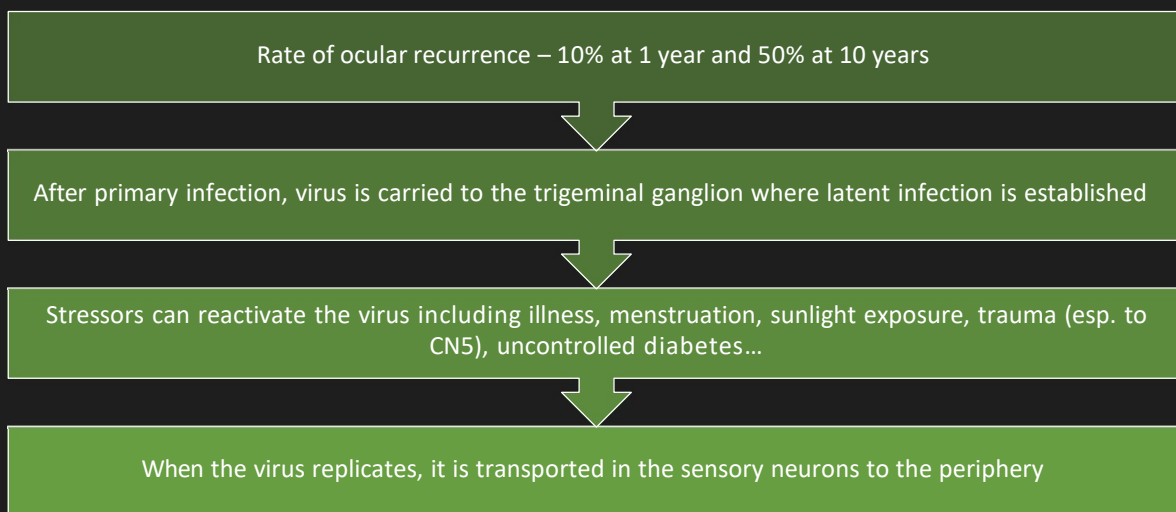 Rate of ocular recurrence – 10% at 1 year and 50% at 10 years
After primary infection, virus is carried to the trigeminal ganglion where latent infection is established
Stressors can reactivate the virus including illness, menstruation, sunlight exposure, trauma (esp. to
CN5), uncontrolled diabetes…
When the virus replicates, it is transported in the sensory neurons to the periphery